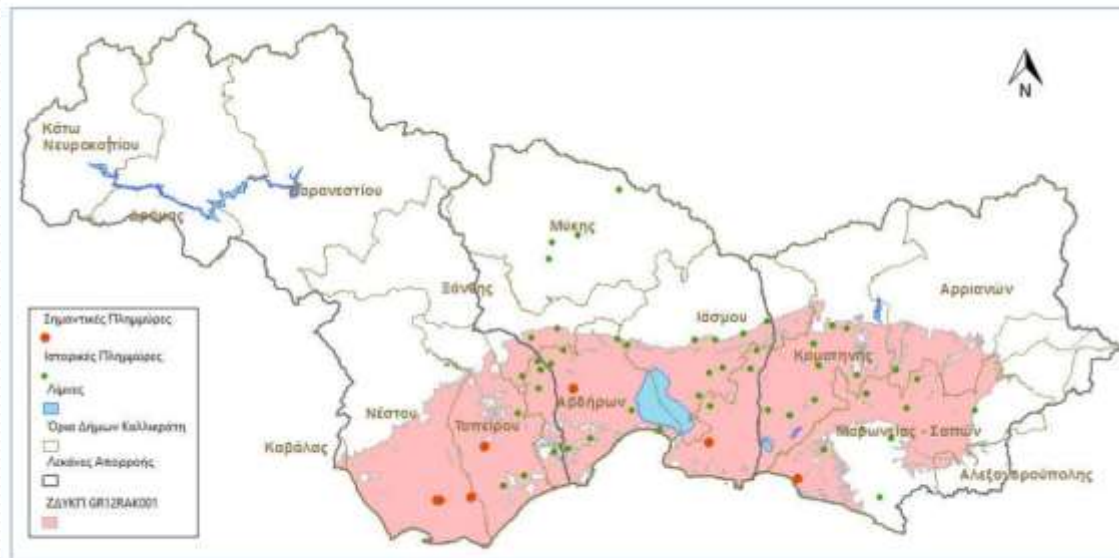 N
Κάτω
Νευροκοπίου
Παρανεστίου
Δράμας
Μύκης
Ξάνθης
Ιάσμου
Αρριανών
Κομοτηνής
Νέστου
Τοπείρου
Αβδήρων
Μαρωνείας - Σαπών
Καβάλας
Αλεξανδρούπολης
Σημαντικές Πλημμύρες
Ιστορικές Πλημμύρες
Λίμνες
Όρια Δήμων Καλλικράτη
Λεκάνες Απορροής
ΖΔΥΚΠ GR12RAK001